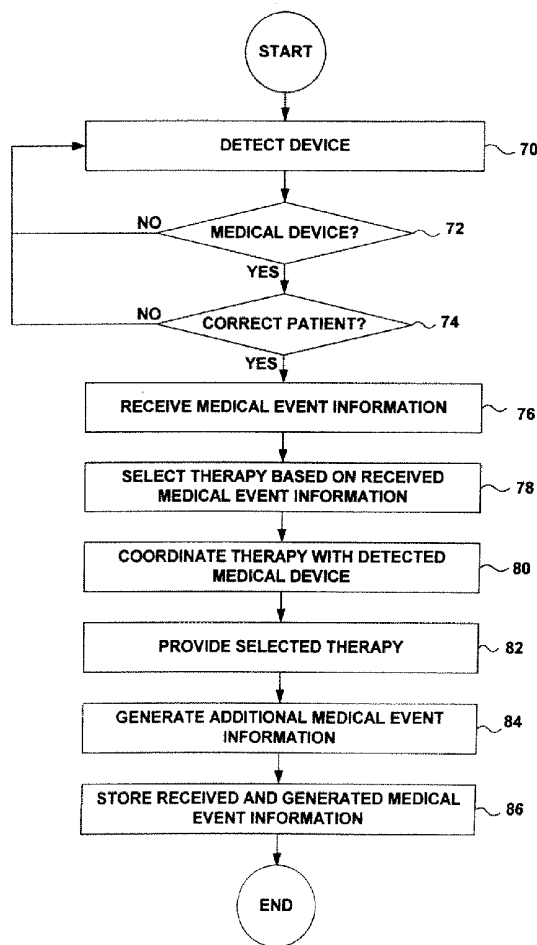 START
DETECT DEVICE
70
NO
MEDICAL DEVICE?
72
YES
NO
CORRECT PATIENT?
74
YES
RECEIVE MEDICAL EVENT INFORMATION
76
SELECT THERAPY BASED ON RECEIVED
MEDICAL EVENT INFORMATION
78
COORDINATE THERAPY WITH DETECTED
MEDICAL DEVICE
80
PROVIDE SELECTED THERAPY
82
GENERATE ADDITIONAL MEDICAL EVENT
INFORMATION
84
STORE RECEIVED AND GENERATED MEDICAL
EVENT INFORMATION
86
END